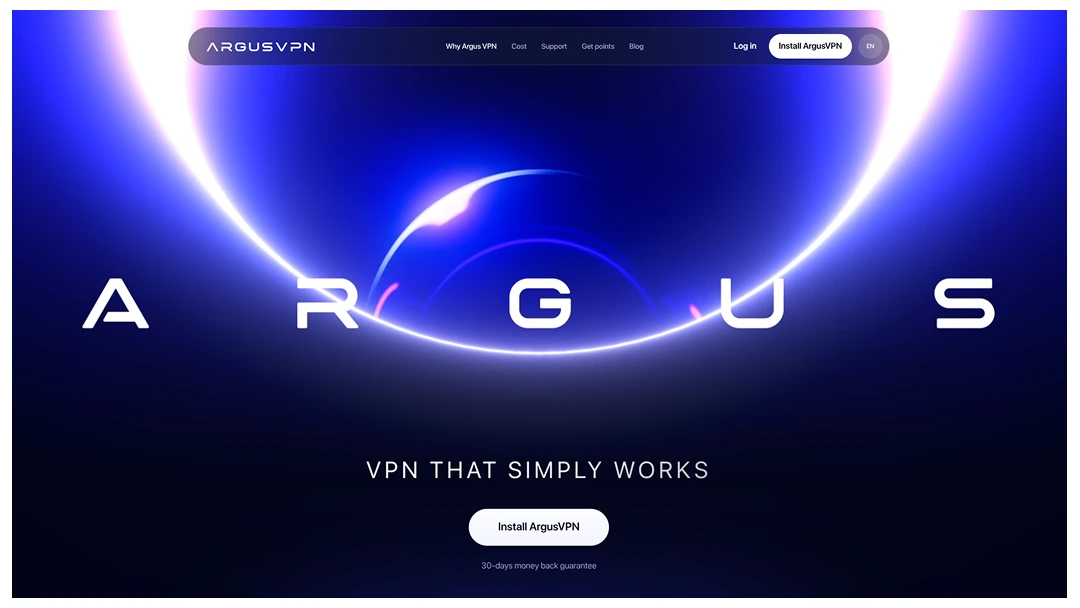 ARGUSVPN
Why Argus VPN Cost Support Get points Blog
Log in Install ArgusVPN EN
ARGUS
VPN THAT SIMPLY WORKS
Install ArgusVPN
30-days money back guarantee